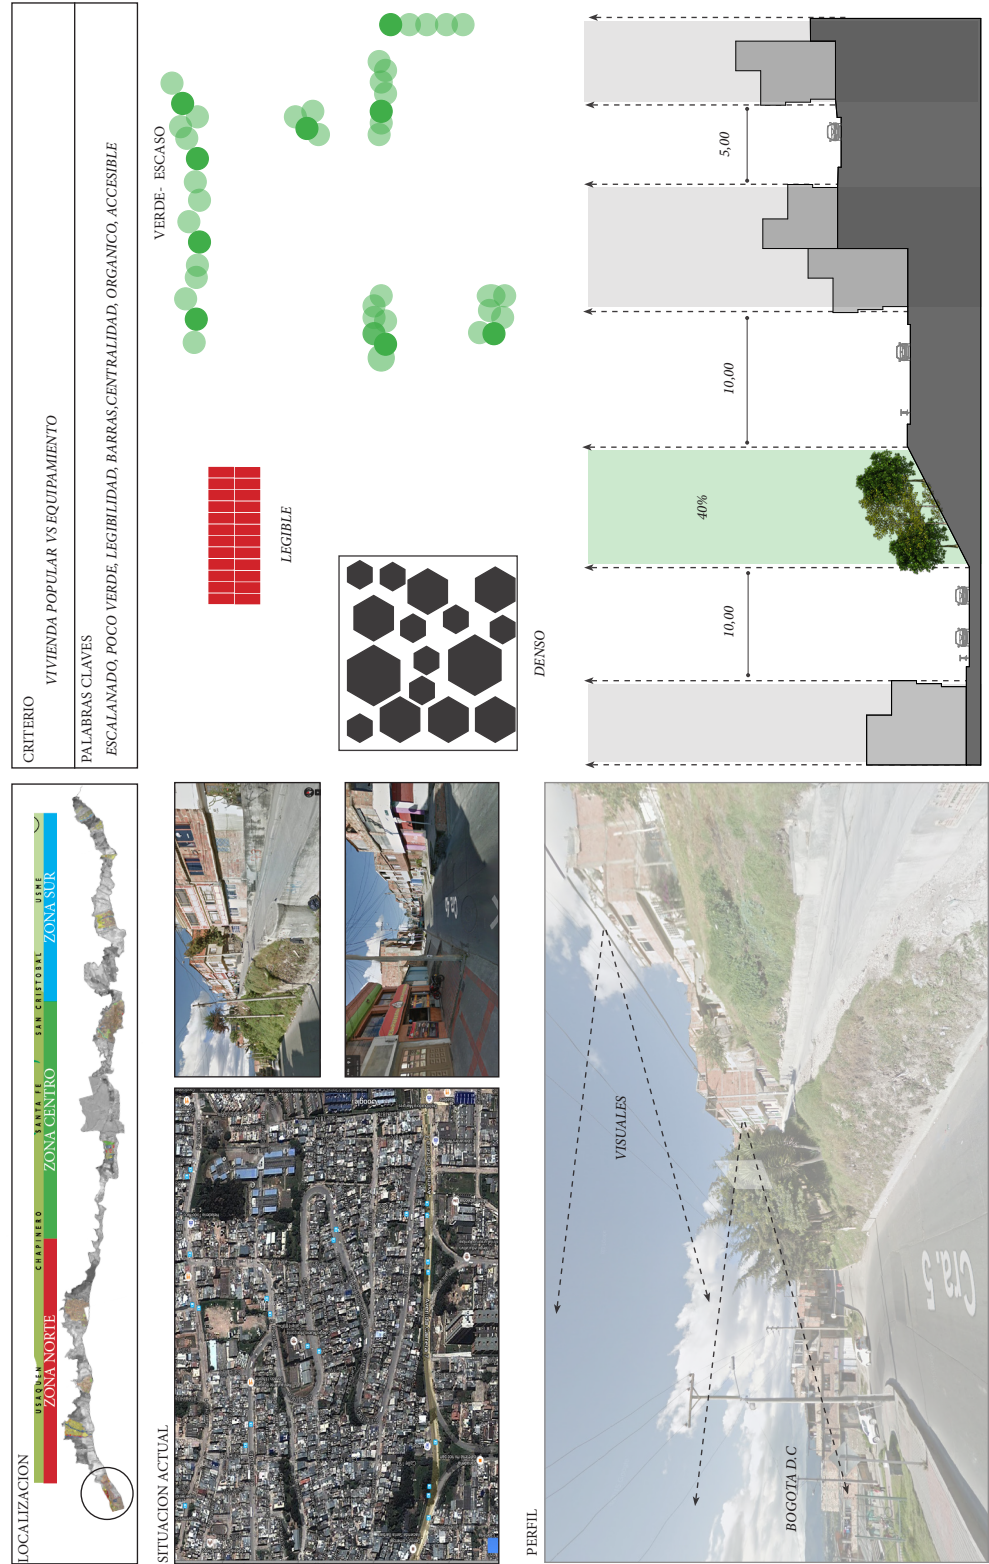 LOCALIZACION
USAQUEN CHAPINERO SANTA FE / SAN CRISTOBAL USME
ZONA NORTE ZONA CENTRO ZONA SUR
CRITERIO
VIVIENDA POPULAR VS EQUIPAMIENTO
PALABRAS CLAVES
ESCALANADO, POCO VERDE, LEGIBILIDAD, BARRAS,CENTRALIDAD, ORGANICO, ACCESIBLE
SITUACION ACTUAL
VERDE- ESCASO
LEGIBLE
DENSO
PERFIL
VISUALES
BOGOTA D.C
Cra. 5
10,00
40%
10,00
5,00